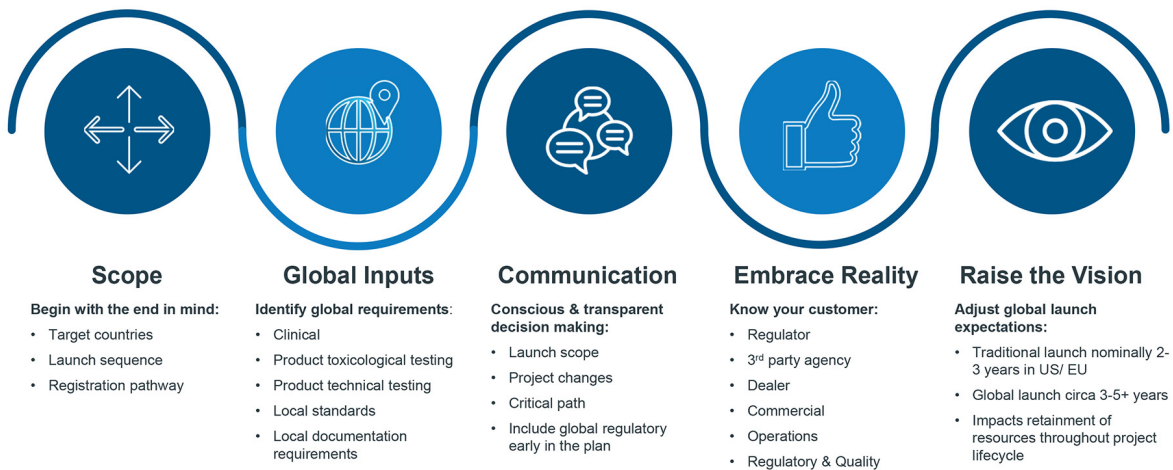 Scope
Begin with the end in mind:
• Target countries
• Launch sequence
• Registration pathway
Global Inputs
Identify global requirements:
• Clinical
• Product toxicological testing
• Product technical testing
• Local standards
• Local documentation
requirements
Communication
Conscious & transparent
decision making:
• Launch scope
• Project changes
• Critical path
• Include global regulatory
early in the plan
Embrace Reality
Know your customer:
• Regulator
• 3rd party agency
• Dealer
• Commercial
• Operations
• Regulatory & Quality
Raise the Vision
Adjust global launch
expectations:
• Traditional launch nominally 2-
3 years in US/ EU
• Global launch circa 3-5+ years
• Impacts retainment of
resources throughout project
lifecycle